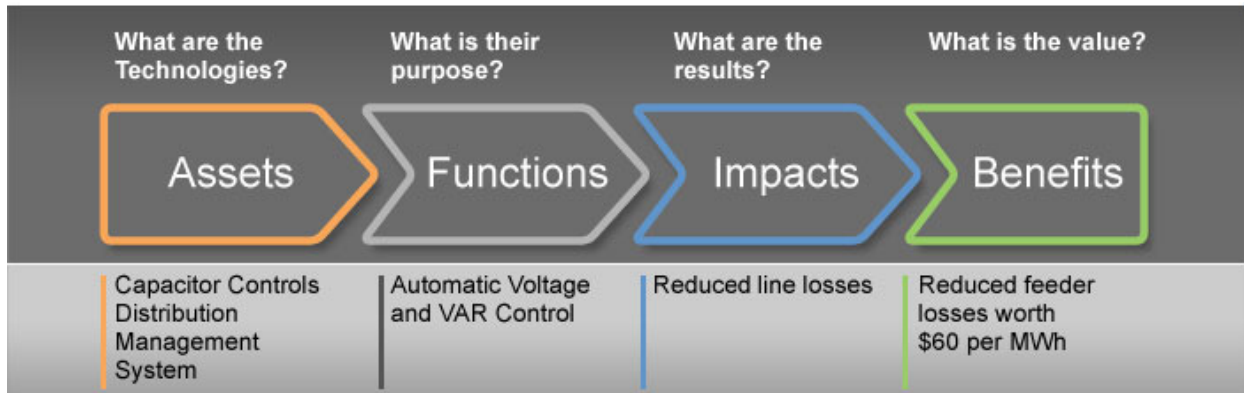 What are the
Technologies?
What is their
purpose?
What are the
results?
What is the value?
Assets
Functions
Impacts
Benefits
Capacitor Controls
Distribution
Management
System
Automatic Voltage
and VAR Control
Reduced line losses
Reduced feeder
losses worth
$60 per MWh